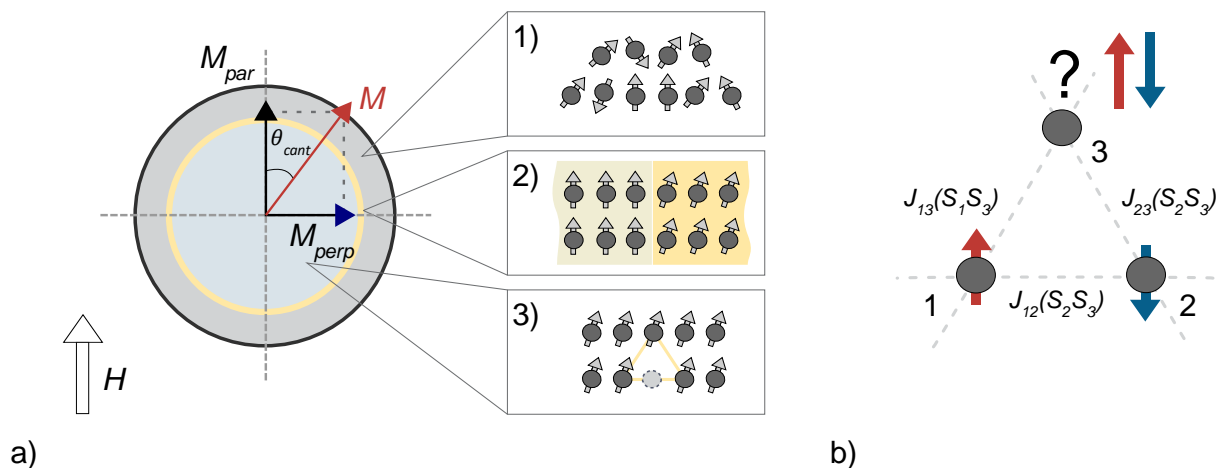 1)
M_par
M
θ_cant
M_perp
2)
3)
H
a)
?
3
J_13(S_1S_3)
J_23(S_2S_3)
1
J_12(S_2S_3)
2
b)